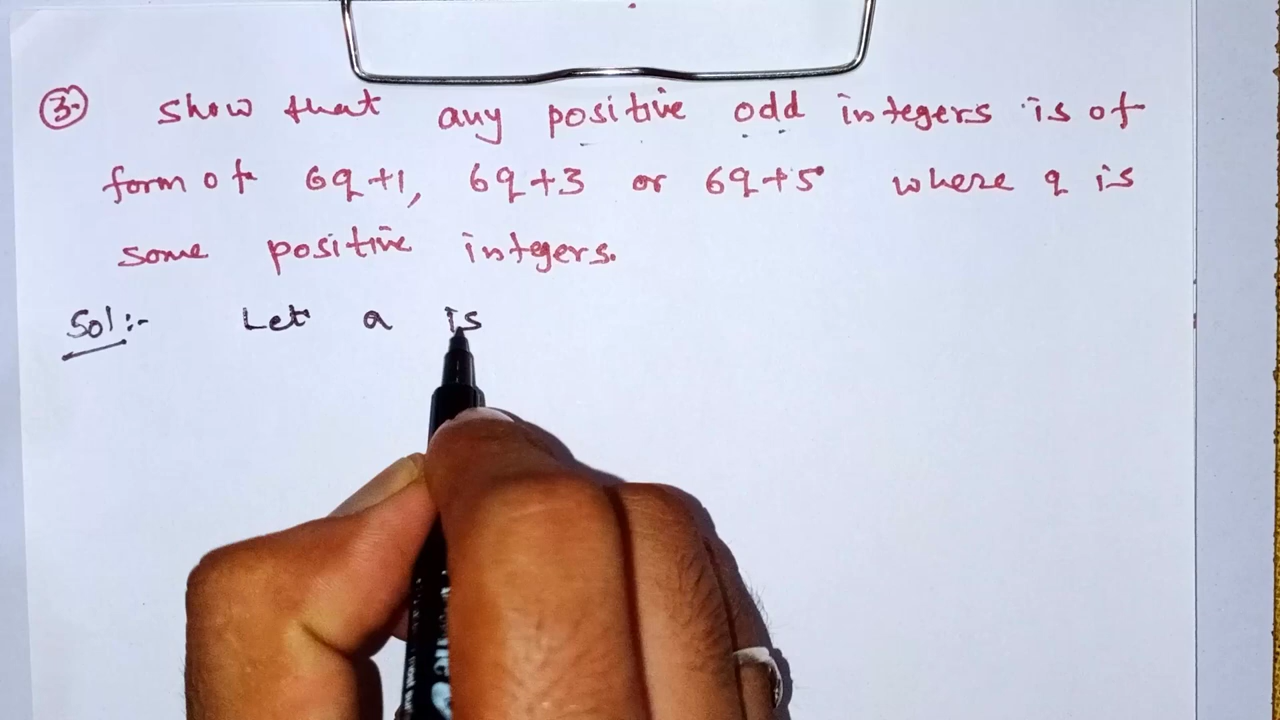 3. Show that any positive odd integers is of
form of 6q+1, 6q+3 or 6q+5 where q is
some positive integers.
Sol:- Let a is